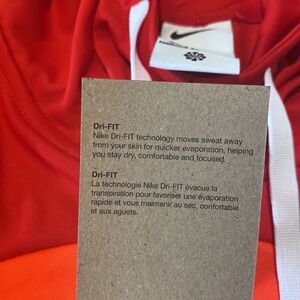 Dri-FIT
Nike Dri-FIT technology moves sweat away
from your skin for quicker evaporation, helping
you stay dry, comfortable and focused.
Dri-FIT
La technologie Nike Dri-FIT évacue la
transpiration pour favoriser une évaporation
rapide et vous maintenir au sec, confortable
et aux aguets.